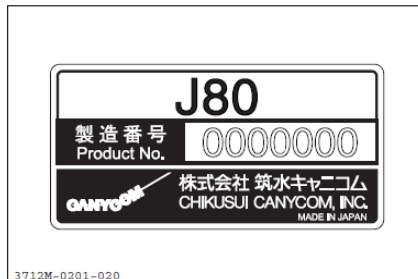 J80
製造番号
Product No.
0000000
CANYCOM
株式会社 筑水キャニコム
CHIKUSUI CANYCOM, INC.
MADE IN JAPAN
3712M-0201-020